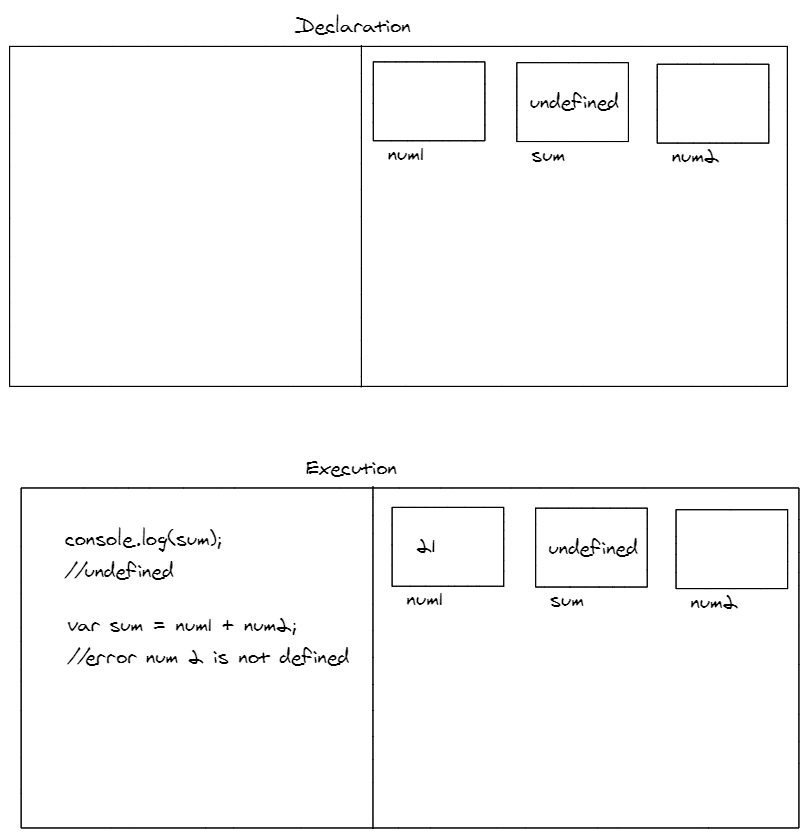 Declaration
undefined
num1 sum num2
Execution
console.log(sum);
//undefined
var sum = num1 + num2;
//error num 2 is not defined
21 undefined
num1 sum num2